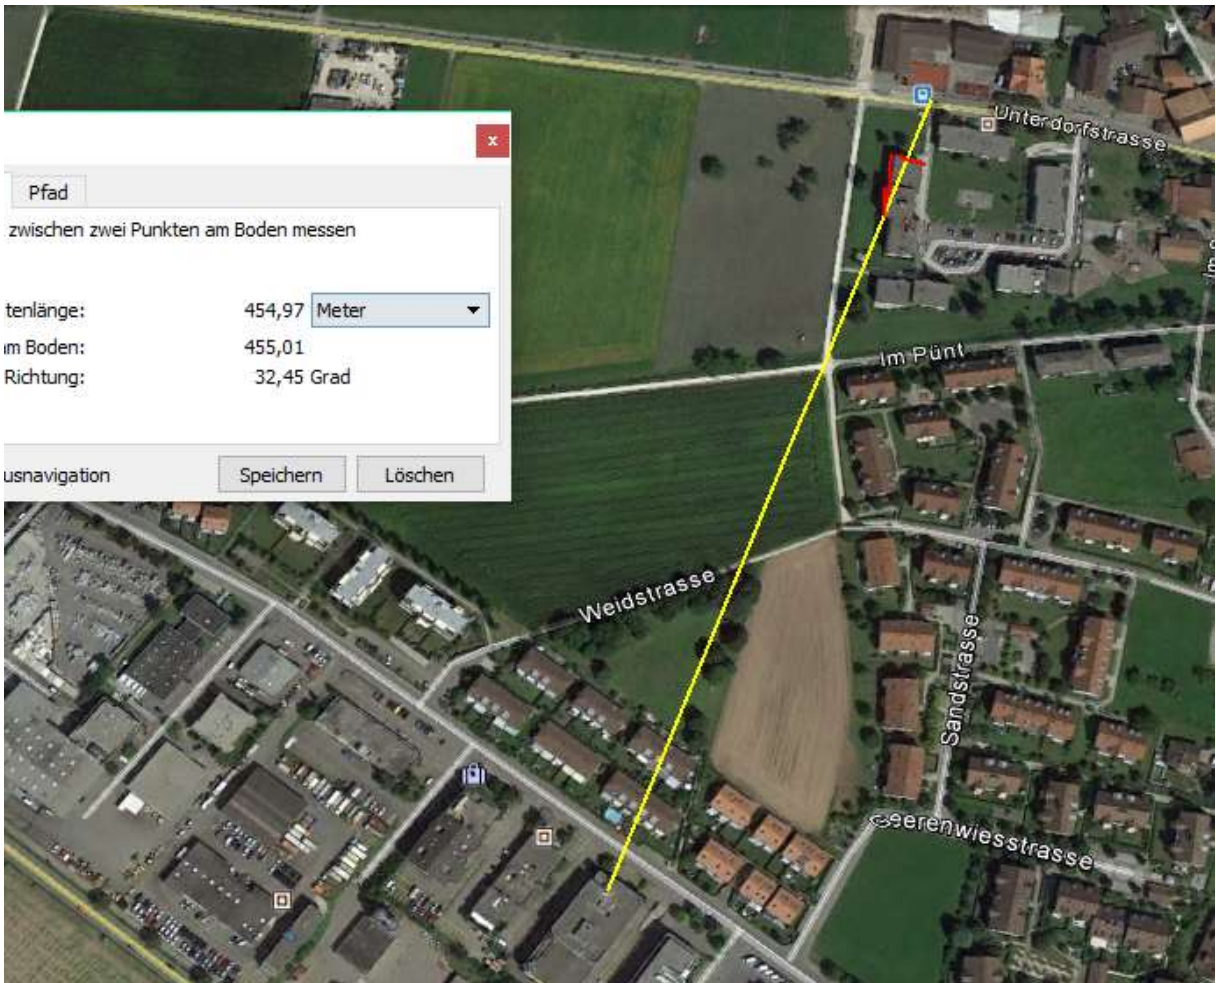 Unterdorfstrasse
x
Pfad
zwischen zwei Punkten am Boden messen
tenlänge: 454,97 Meter
m Boden: 455,01
Im Pünt
Richtung: 32,45 Grad
usnavigation Speichern Löschen
Weidstrasse
Sandstrasse
Geerenwiesstrasse